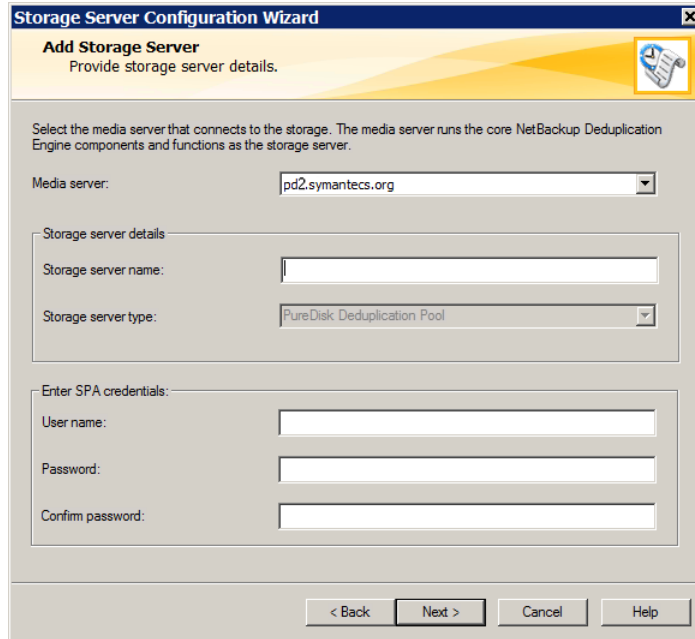 Storage Server Configuration Wizard
Add Storage Server
Provide storage server details.
Select the media server that connects to the storage. The media server runs the core NetBackup Deduplication
Engine components and functions as the storage server.
Media server:
pd2.symantecs.org
Storage server details
Storage server name:
Storage server type:
PureDisk Deduplication Pool
Enter SPA credentials:
User name:
Password:
Confirm password:
< Back
Next >
Cancel
Help